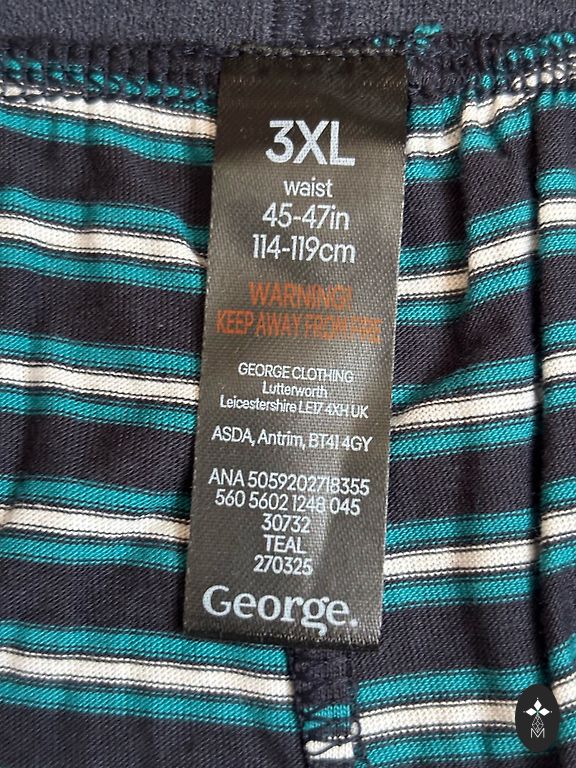 3XL
waist
45-47in
114-119cm
WARNING!
KEEP AWAY FROM FIRE
GEORGE CLOTHING
Lutterworth
Leicestershire LE17 4XH UK
ASDA, Antrim, BT41 4GY
ANA 5059202718355
560 5602 1248 045
30732
TEAL
270325
George.